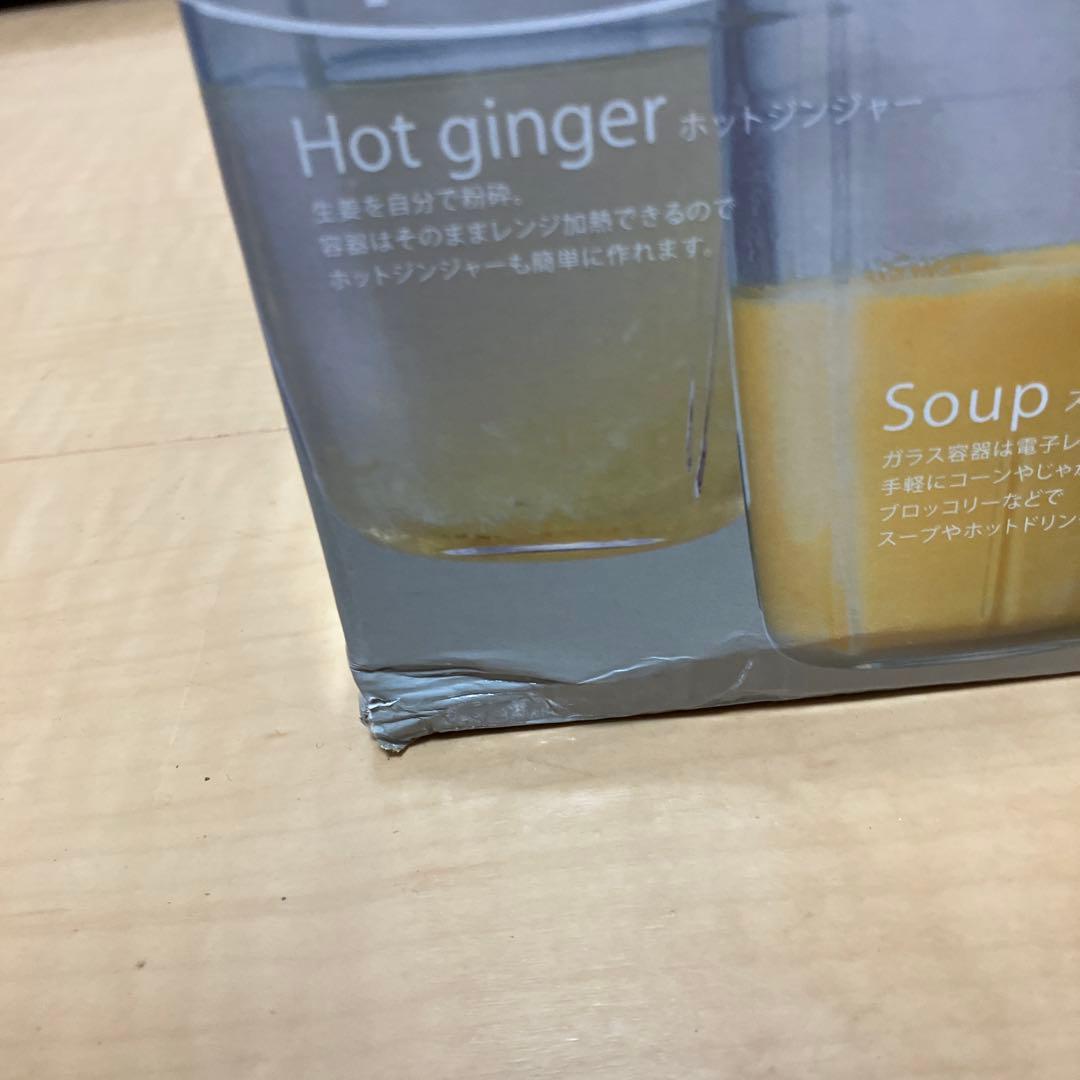 Hot ginger ホットジンジャー
生姜を自分で粉砕。
容器はそのままレンジ加熱できるので
ホットジンジャーも簡単に作れます。
Soup
ガラス容器は電子レ
手軽にコーンやじゃ
ブロッコリーなどで
スープやホットドリン